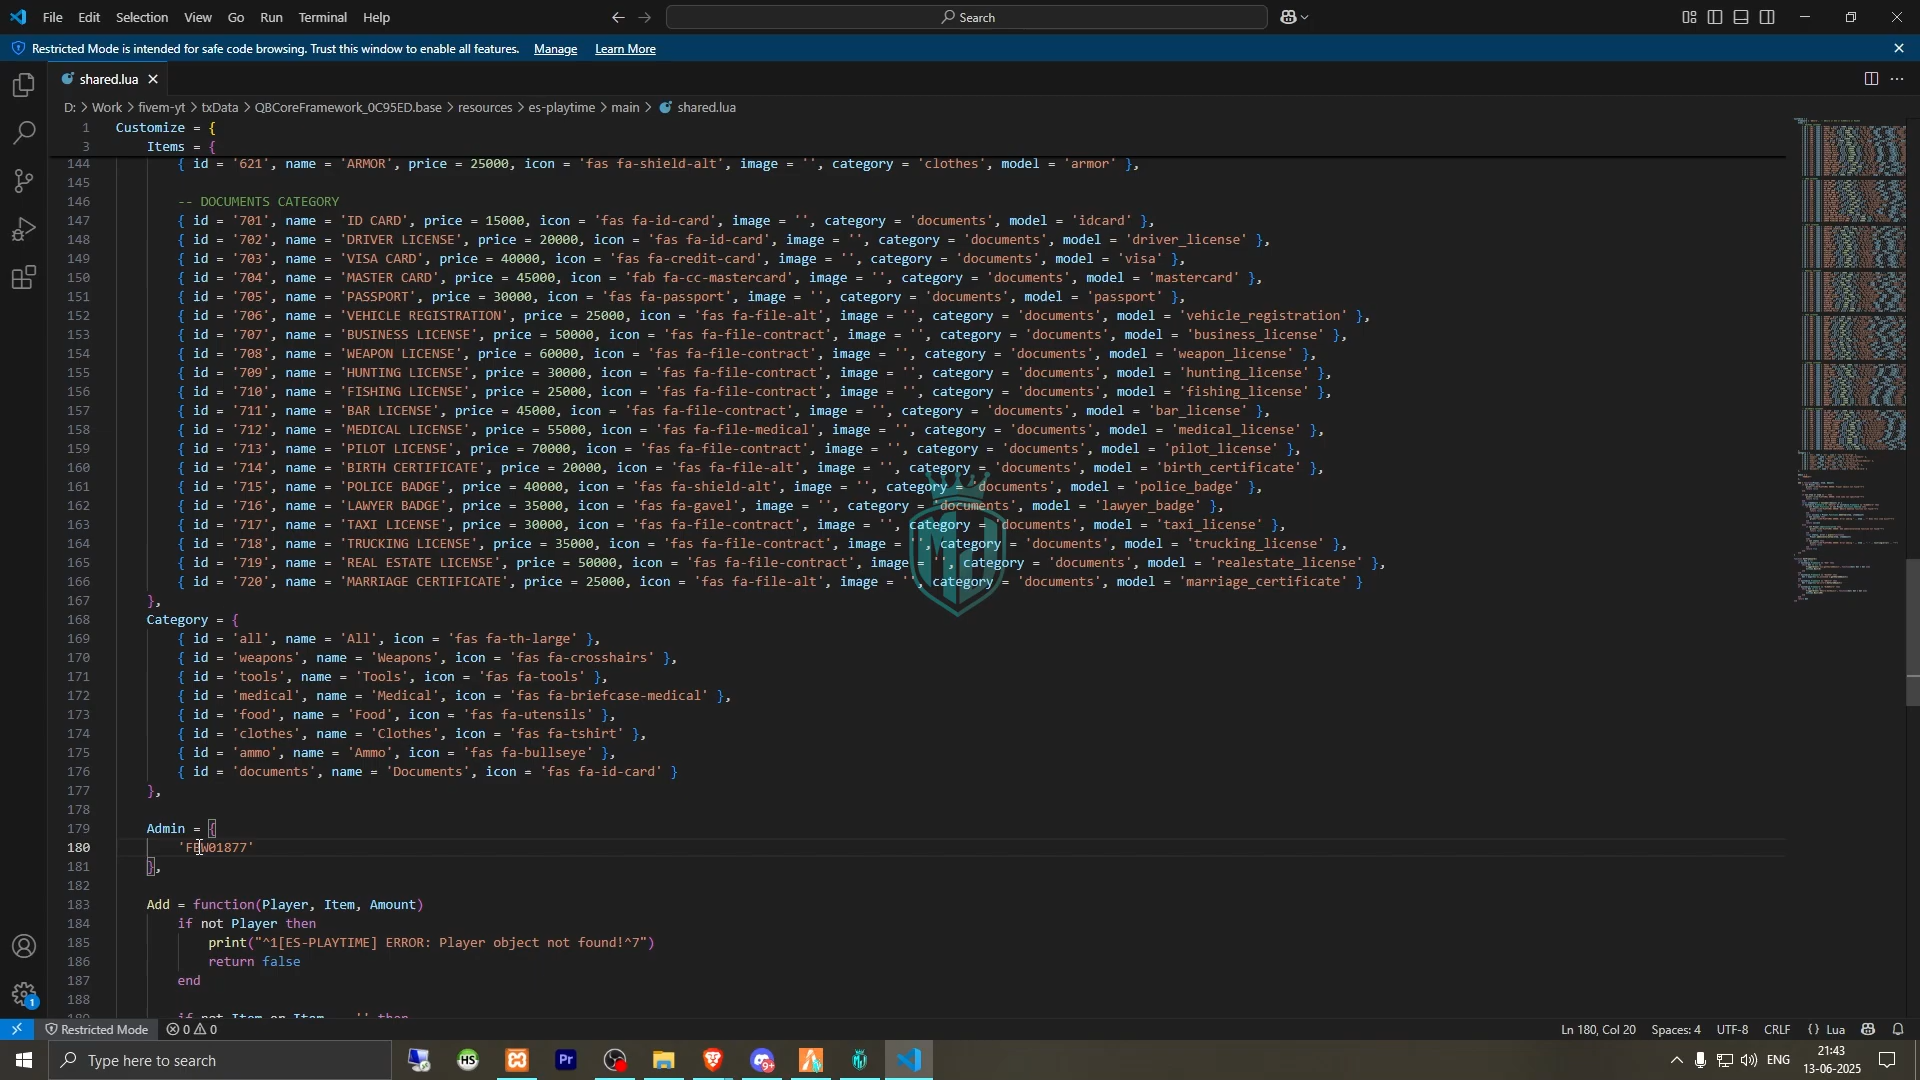 File Edit Selection View Go Run Terminal Help
Search
Restricted Mode is intended for safe code browsing. Trust this window to enable all features. Manage Learn More
shared.lua
D: > Work > fivem-yt > txData > QBCoreFramework_0C95ED.base > resources > es-playtime > main > shared.lua
1 Customize = {
3 Items = {
144 { id = '621', name = 'ARMOR', price = 25000, icon = 'fas fa-shield-alt', image = '', category = 'clothes', model = 'armor' },
145
146 -- DOCUMENTS CATEGORY
147 { id = '701', name = 'ID CARD', price = 15000, icon = 'fas fa-id-card', image = '', category = 'documents', model = 'idcard' },
148 { id = '702', name = 'DRIVER LICENSE', price = 20000, icon = 'fas fa-id-card', image = '', category = 'documents', model = 'driver_license' },
149 { id = '703', name = 'VISA CARD', price = 40000, icon = 'fas fa-credit-card', image = '', category = 'documents', model = 'visa' },
150 { id = '704', name = 'MASTER CARD', price = 45000, icon = 'fab fa-cc-mastercard', image = '', category = 'documents', model = 'mastercard' },
151 { id = '705', name = 'PASSPORT', price = 30000, icon = 'fas fa-passport', image = '', category = 'documents', model = 'passport' },
152 { id = '706', name = 'VEHICLE REGISTRATION', price = 25000, icon = 'fas fa-file-alt', image = '', category = 'documents', model = 'vehicle_registration' },
153 { id = '707', name = 'BUSINESS LICENSE', price = 50000, icon = 'fas fa-file-contract', image = '', category = 'documents', model = 'business_license' },
154 { id = '708', name = 'WEAPON LICENSE', price = 60000, icon = 'fas fa-file-contract', image = '', category = 'documents', model = 'weapon_license' },
155 { id = '709', name = 'HUNTING LICENSE', price = 30000, icon = 'fas fa-file-contract', image = '', category = 'documents', model = 'hunting_license' },
156 { id = '710', name = 'FISHING LICENSE', price = 25000, icon = 'fas fa-file-contract', image = '', category = 'documents', model = 'fishing_license' },
157 { id = '711', name = 'BAR LICENSE', price = 45000, icon = 'fas fa-file-contract', image = '', category = 'documents', model = 'bar_license' },
158 { id = '712', name = 'MEDICAL LICENSE', price = 55000, icon = 'fas fa-file-medical', image = '', category = 'documents', model = 'medical_license' },
159 { id = '713', name = 'PILOT LICENSE', price = 70000, icon = 'fas fa-file-contract', image = '', category = 'documents', model = 'pilot_license' },
160 { id = '714', name = 'BIRTH CERTIFICATE', price = 20000, icon = 'fas fa-file-alt', image = '', category = 'documents', model = 'birth_certificate' },
161 { id = '715', name = 'POLICE BADGE', price = 40000, icon = 'fas fa-shield-alt', image = '', category = 'documents', model = 'police_badge' },
162 { id = '716', name = 'LAWYER BADGE', price = 35000, icon = 'fas fa-gavel', image = '', category = 'documents', model = 'lawyer_badge' },
163 { id = '717', name = 'TAXI LICENSE', price = 30000, icon = 'fas fa-file-contract', image = '', category = 'documents', model = 'taxi_license' },
164 { id = '718', name = 'TRUCKING LICENSE', price = 35000, icon = 'fas fa-file-contract', image = '', category = 'documents', model = 'trucking_license' },
165 { id = '719', name = 'REAL ESTATE LICENSE', price = 50000, icon = 'fas fa-file-contract', image = '', category = 'documents', model = 'realestate_license' },
166 { id = '720', name = 'MARRIAGE CERTIFICATE', price = 25000, icon = 'fas fa-file-alt', image = '', category = 'documents', model = 'marriage_certificate' }
167 },
168 Category = {
169 { id = 'all', name = 'All', icon = 'fas fa-th-large' },
170 { id = 'weapons', name = 'Weapons', icon = 'fas fa-crosshairs' },
171 { id = 'tools', name = 'Tools', icon = 'fas fa-tools' },
172 { id = 'medical', name = 'Medical', icon = 'fas fa-briefcase-medical' },
173 { id = 'food', name = 'Food', icon = 'fas fa-utensils' },
174 { id = 'clothes', name = 'Clothes', icon = 'fas fa-tshirt' },
175 { id = 'ammo', name = 'Ammo', icon = 'fas fa-bullseye' },
176 { id = 'documents', name = 'Documents', icon = 'fas fa-id-card' }
177 },
178
179 Admin = {
180
181 },
182
183 Add = function(Player, Item, Amount)
184 if not Player then
185 print("^1[ES-PLAYTIME] ERROR: Player object not found!^7")
186 return false
187 end
188
Restricted Mode 0 0 Ln 180, Col 20 Spaces: 4 UTF-8 CRLF {} Lua
Type here to search
HS
Pr
9+
ENG
21:43
13-06-2025